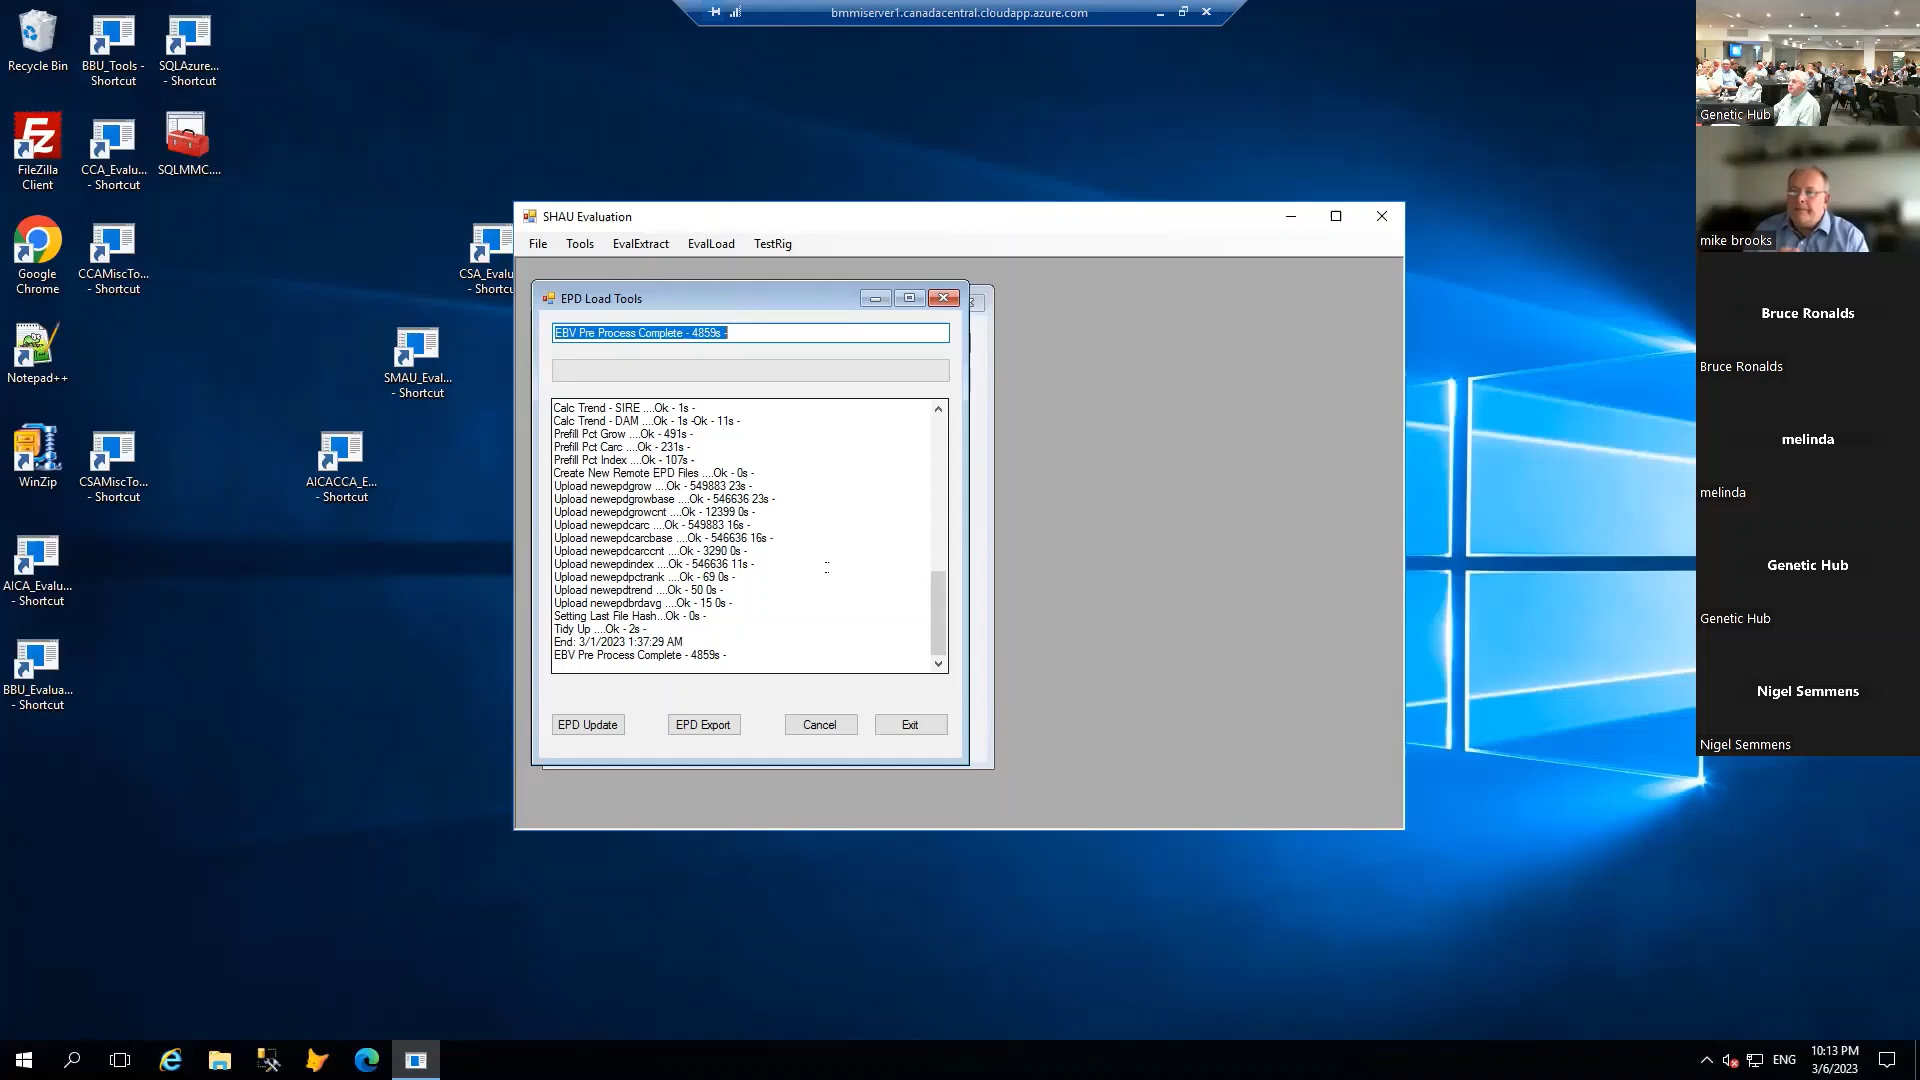 bmmiserver1.canadacentral.cloudapp.azure.com
Recycle Bin
BBU_Tools -
Shortcut
SQLAzure...
- Shortcut
FileZilla
Client
CCA_Evalu...
- Shortcut
SQLMMC....
Google
Chrome
CCAMiscTo...
- Shortcut
CSA_Evalu
- Shortcu
Notepad++
SMAU_Eval...
- Shortcut
WinZip
CSAMiscTo...
- Shortcut
AICACCA_E...
- Shortcut
AICA_Evalu...
- Shortcut
BBU_Evalua...
- Shortcut
SHAU Evaluation
File Tools EvalExtract EvalLoad TestRig
EPD Load Tools
EBV Pre Process Complete - 4859s -
Calc Trend - SIRE ....Ok - 1s -
Calc Trend - DAM ....Ok - 1s -Ok - 11s -
Prefill Pct Grow ....Ok - 491s -
Prefill Pct Carc ....Ok - 231s -
Prefill Pct Index ....Ok - 107s -
Create New Remote EPD Files ....Ok - 0s -
Upload newepdgrow ....Ok - 549883 23s -
Upload newepdgrowbase ....Ok - 546636 23s -
Upload newepdgrowcnt ....Ok - 12399 0s -
Upload newepdcarc ....Ok - 549883 16s -
Upload newepdcarcbase ....Ok - 546636 16s -
Upload newepdcarccnt ....Ok - 3290 0s -
Upload newepdindex ....Ok - 546636 11s -
Upload newepdpctrank ....Ok - 69 0s -
Upload newepdtrend ....Ok - 50 0s -
Upload newepdbrdavg ....Ok - 15 0s -
Setting Last File Hash...Ok - 0s -
Tidy Up ....Ok - 2s -
End: 3/1/2023 1:37:29 AM
EBV Pre Process Complete - 4859s -
EPD Update EPD Export Cancel Exit
Genetic Hub
mike brooks
Bruce Ronalds
Bruce Ronalds
melinda
melinda
Genetic Hub
Genetic Hub
Nigel Semmens
Nigel Semmens
ENG
10:13 PM
3/6/2023